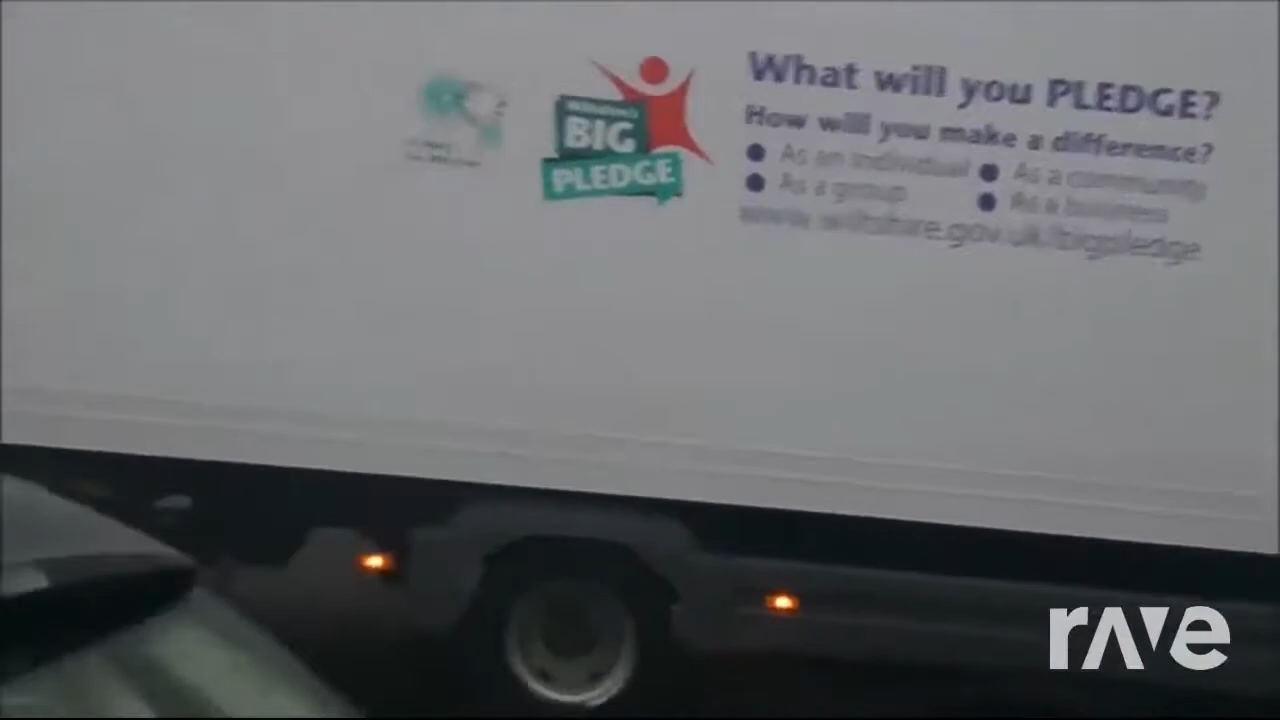 Wiltshire's
BIG
PLEDGE
What will you PLEDGE?
How will you make a difference?
As an individual
As a community
As a group
As a business
www.wiltshire.gov.uk/bigpledge
rave